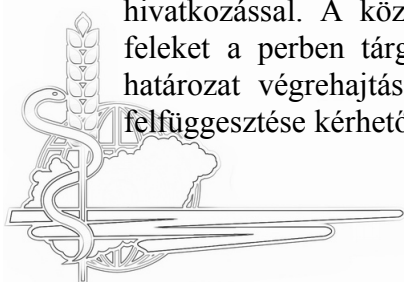 hivatkozással. A köz
feleket a perben tárg
határozat végrehajtás
felfüggesztése kérhető